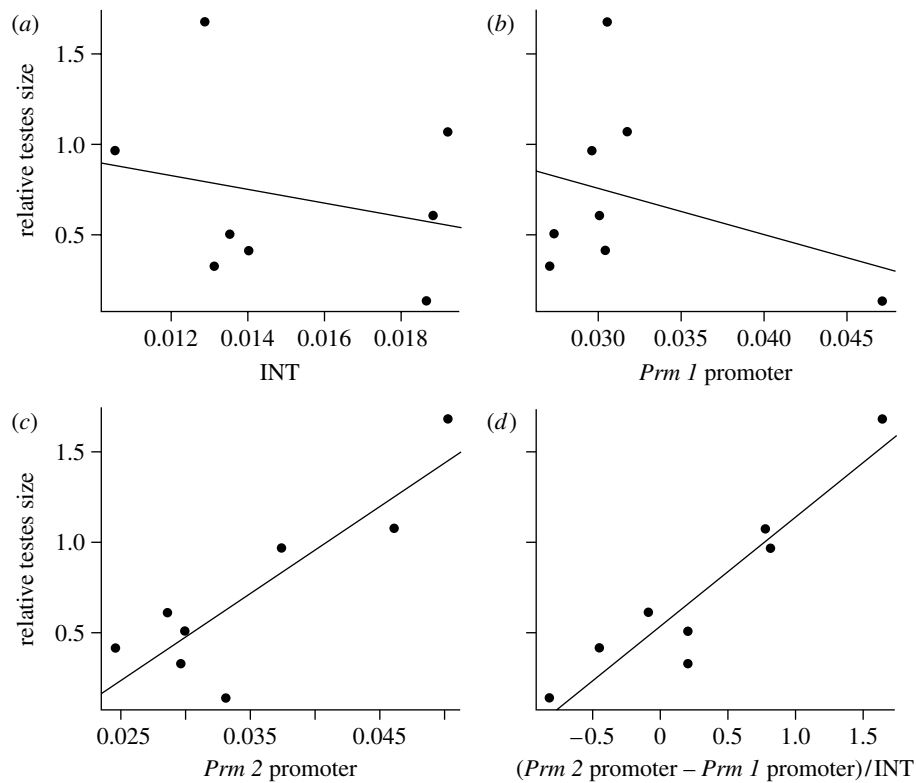 (a)
(b)
relative testes size
1.5
1.0
0.5
0.012 0.014 0.016 0.018
INT
0.030 0.035 0.040 0.045
Prm 1 promoter
(c)
(d)
relative testes size
1.5
1.0
0.5
0.025 0.035 0.045
Prm 2 promoter
–0.5 0 0.5 1.0 1.5
(Prm 2 promoter – Prm 1 promoter)/INT